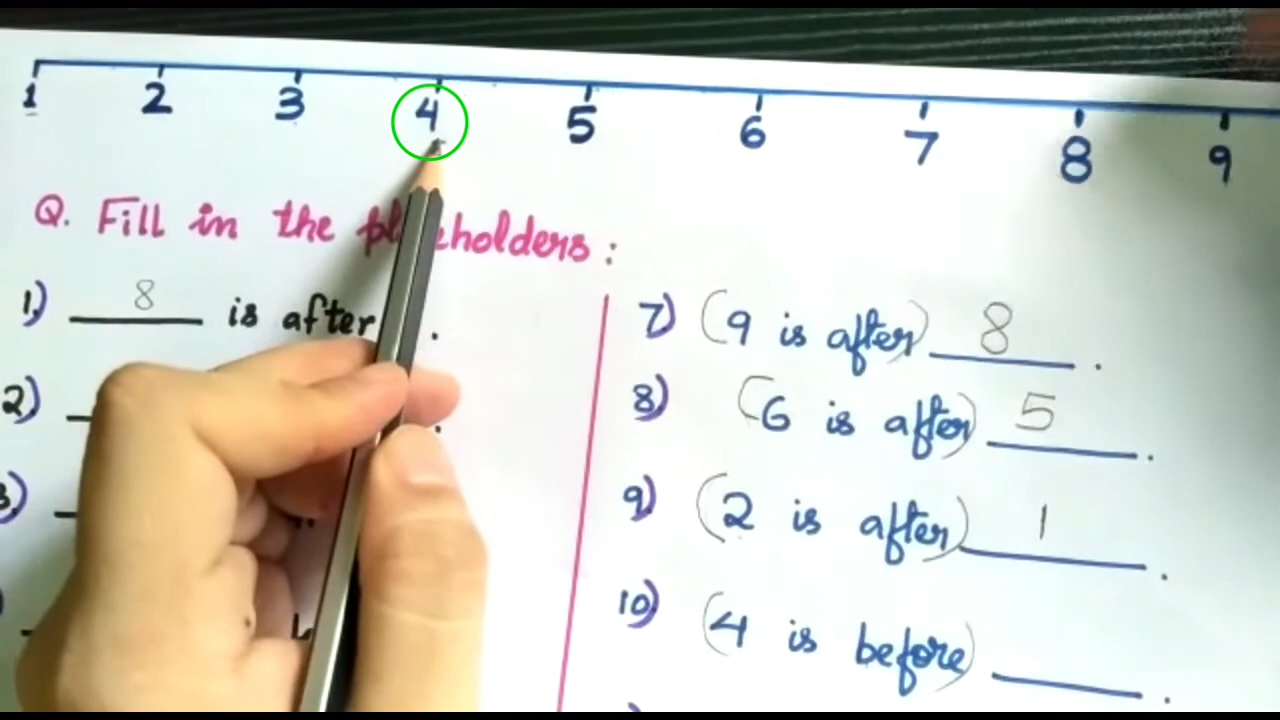 1 2 3 4 5 6 7 8 9
Q. Fill in the :
1) 8 is after .
2) .
7) (9 is after) 8 .
8) (6 is after) 5 .
9) (2 is after) 1 .
10) (4 is before) .